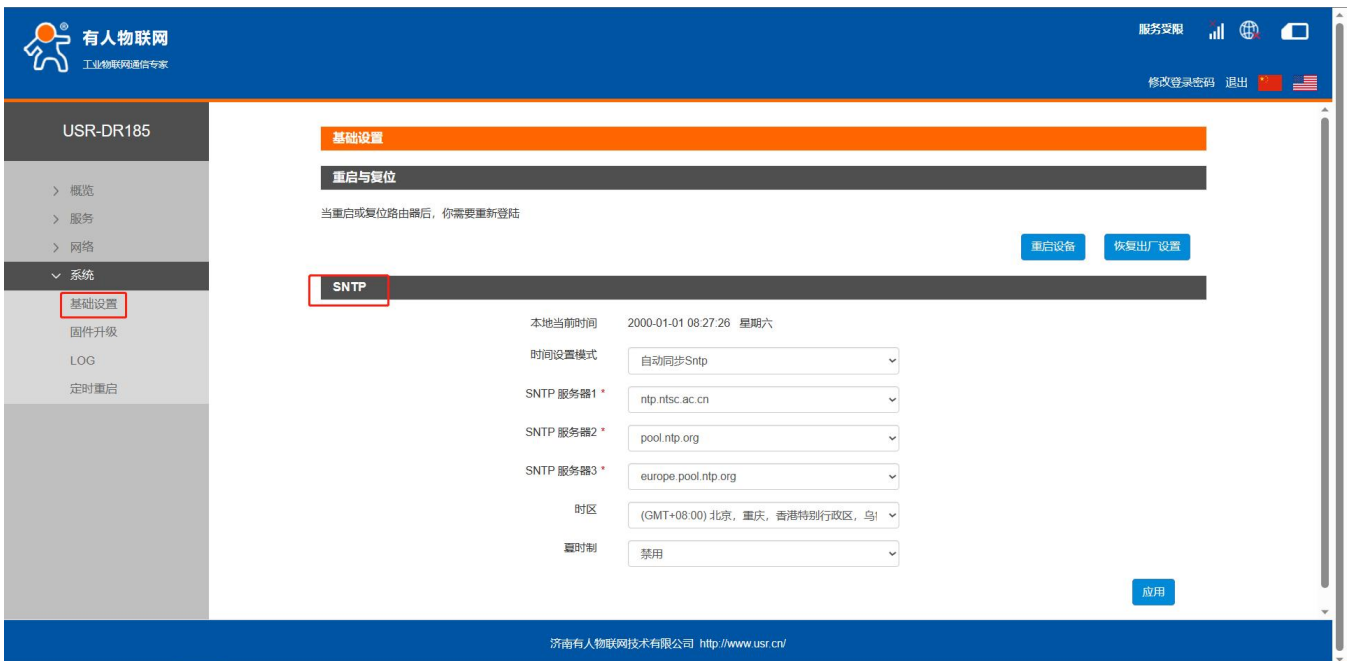 有人物联网
工业物联网通信专家
服务受限
修改登录密码 退出
USR-DR185
概览
服务
网络
系统
基础设置
固件升级
LOG
定时重启
基础设置
重启与复位
当重启或复位路由器后，你需要重新登陆
重启设备 恢复出厂设置
SNTP
本地当前时间 2000-01-01 08:27:26 星期六
时间设置模式 自动同步Sntp
SNTP 服务器1 * ntp.ntsc.ac.cn
SNTP 服务器2 * pool.ntp.org
SNTP 服务器3 * europe.pool.ntp.org
时区 (GMT+08:00) 北京，重庆，香港特别行政区，
夏时制 禁用
应用
济南有人物联网技术有限公司 http://www.usr.cn/